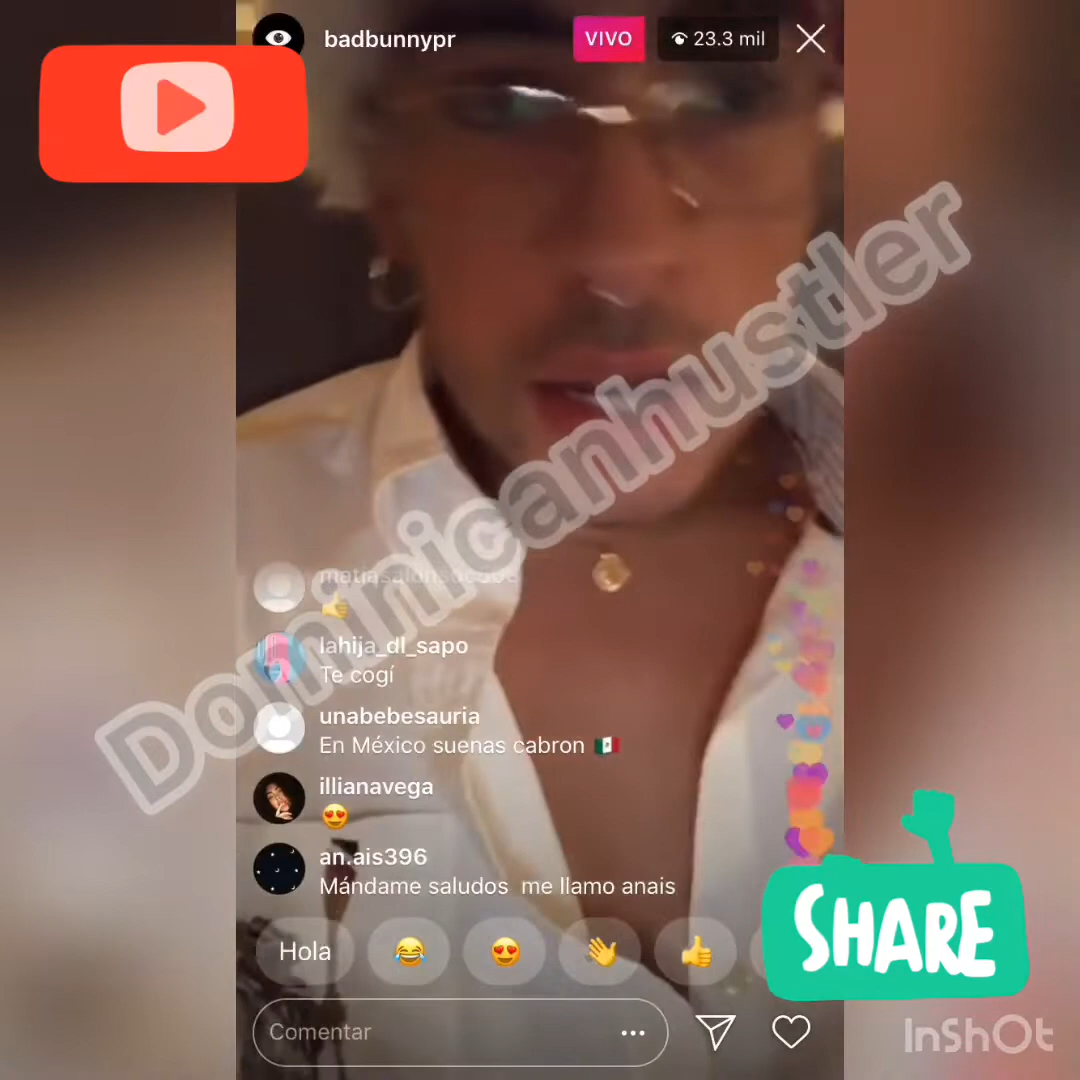 badbunnypr
VIVO
23.3 mil
Dominicanhustler
lahija_dl_sapo
Te cogí
unabebesauria
En México suenas cabron 🇲🇽
illianavega
😍
an.ais396
Mándame saludos me llamo anais
Hola
Comentar
SHARE
InShOt